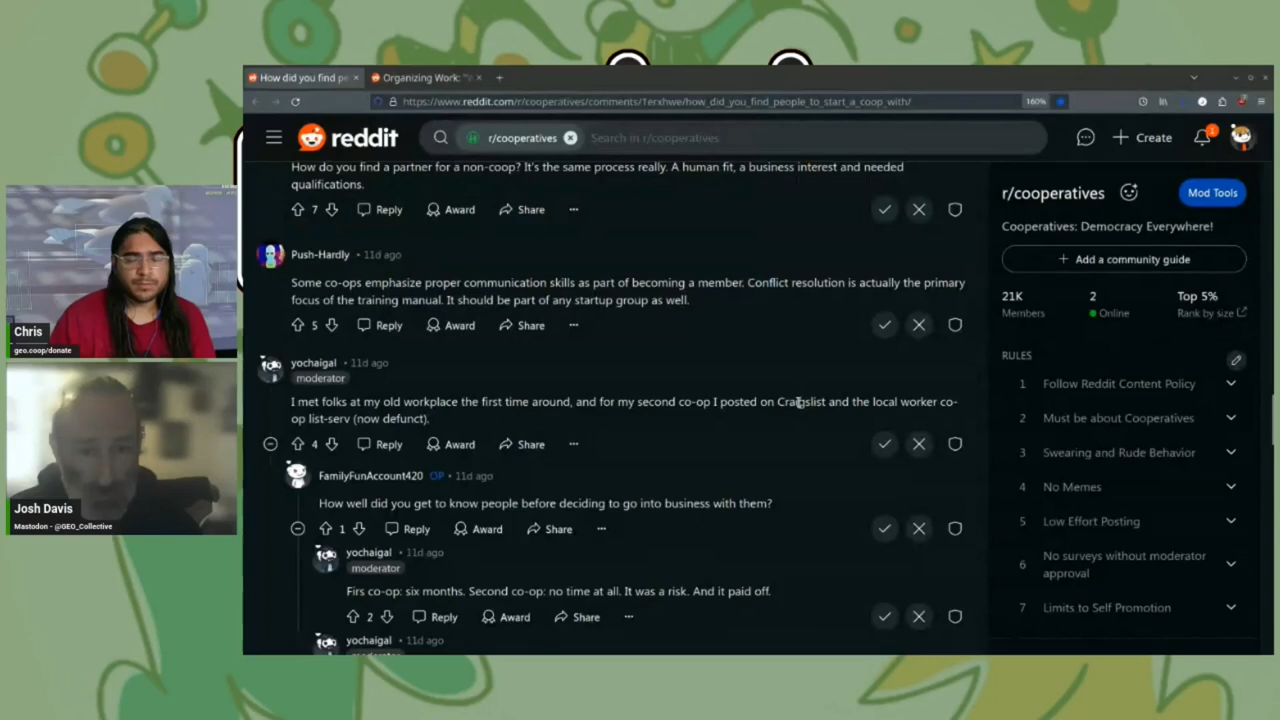 How did you find pe
Organizing Work: "
https://www.reddit.com/r/cooperatives/comments/1erxhwe/how_did_you_find_people_to_start_a_coop_with/
160%
reddit
r/cooperatives
Search in r/cooperatives
Create
1
How do you find a partner for a non-coop? It's the same process really. A human fit, a business interest and needed
qualifications.
7 Reply Award Share
Push-Hardly • 11d ago
Some co-ops emphasize proper communication skills as part of becoming a member. Conflict resolution is actually the primary
focus of the training manual. It should be part of any startup group as well.
5 Reply Award Share
yochaigal • 11d ago
moderator
I met folks at my old workplace the first time around, and for my second co-op I posted on Craigslist and the local worker co-
op list-serv (now defunct).
4 Reply Award Share
FamilyFunAccount420 OP • 11d ago
How well did you get to know people before deciding to go into business with them?
1 Reply Award Share
yochaigal • 11d ago
moderator
Firs co-op: six months. Second co-op: no time at all. It was a risk. And it paid off.
2 Reply Award Share
yochaigal • 11d ago
r/cooperatives
Mod Tools
Cooperatives: Democracy Everywhere!
Add a community guide
21K 2 Top 5%
Members Online Rank by size
RULES
1 Follow Reddit Content Policy
2 Must be about Cooperatives
3 Swearing and Rude Behavior
4 No Memes
5 Low Effort Posting
6 No surveys without moderator
approval
7 Limits to Self Promotion
Chris
geo.coop/donate
Josh Davis
Mastodon - @GEO_Collective